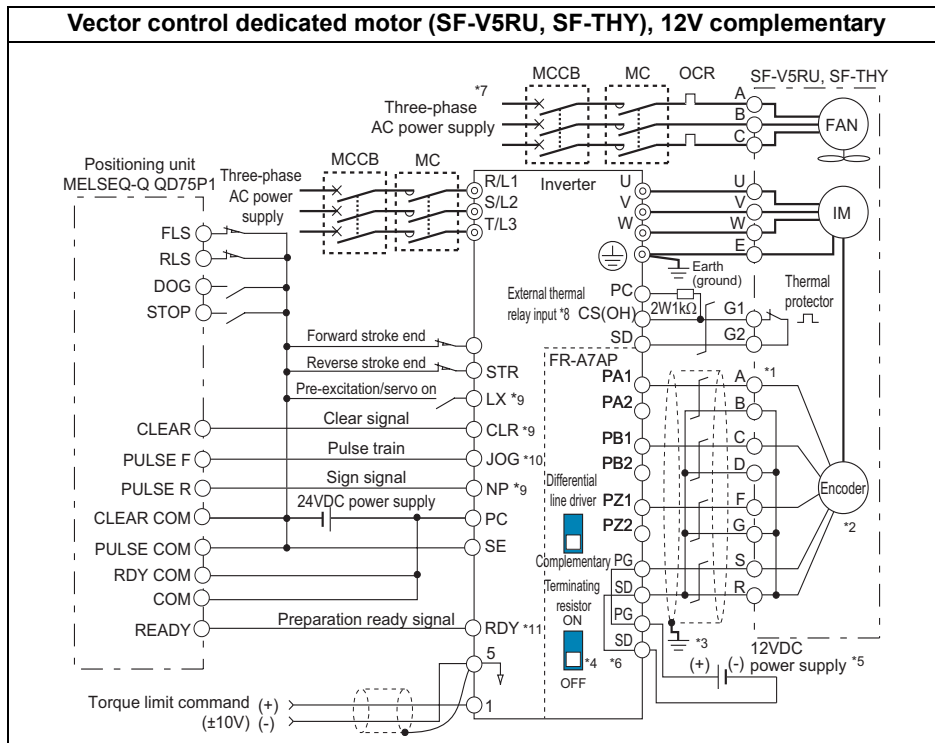 Vector control dedicated motor (SF-V5RU, SF-THY), 12V complementary
MCCB MC OCR SF-V5RU, SF-THY
*7
Three-phase
AC power supply
A
B
C
FAN
Positioning unit
MELSEQ-Q QD75P1
Three-phase
AC power
supply
MCCB MC
R/L1
S/L2
T/L3
Inverter
U
V
W
U
V
W
E
IM
Earth
(ground)
FLS
RLS
DOG
STOP
External thermal
relay input *8
PC
CS(OH)
SD
2W1kΩ
G1
G2
Thermal
protector
Forward stroke end
Reverse stroke end
STR
Pre-excitation/servo on
LX *9
FR-A7AP
PA1
PA2
PB1
PB2
PZ1
PZ2
A *1
B
C
D
F
G
S
R
Encoder
*2
CLEAR
Clear signal
CLR *9
PULSE F
Pulse train
JOG *10
PULSE R
Sign signal
NP *9
CLEAR COM
24VDC power supply
PC
PULSE COM
SE
RDY COM
COM
READY
Preparation ready signal
RDY *11
Differential
line driver
Complementary
PG
SD
PG
SD
Terminating
resistor
ON
*4
OFF
*6
*3
12VDC
(+) (-) power supply *5
5
1
Torque limit command (+)
(±10V) (-)